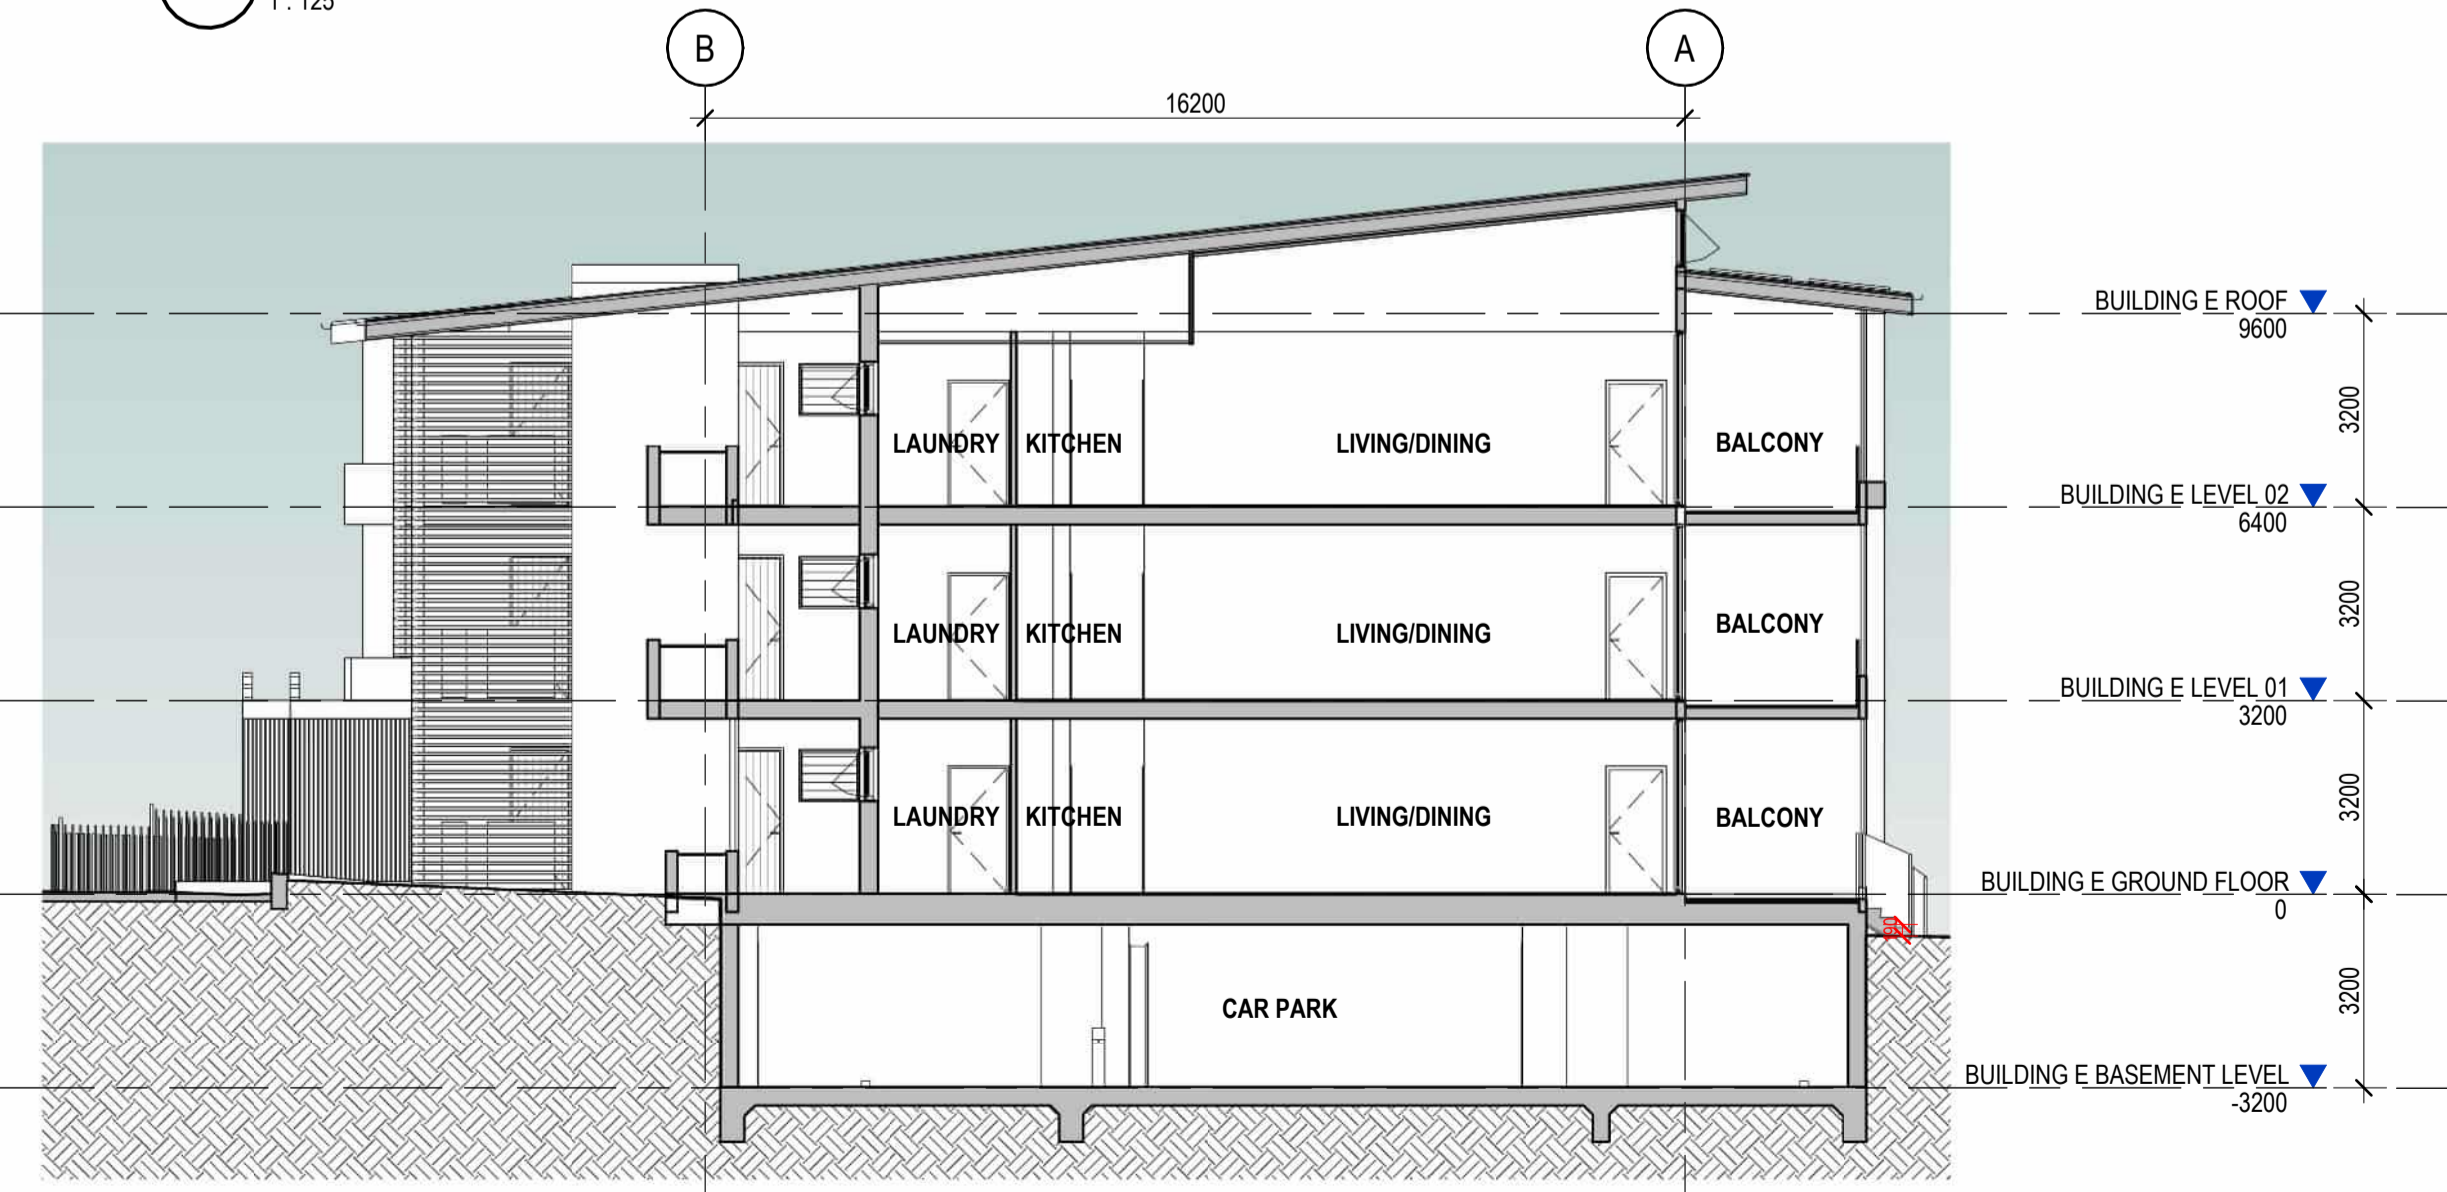 1 : 125
B
A
16200
BUILDING E ROOF
9600
3200
LAUNDRY KITCHEN LIVING/DINING BALCONY
BUILDING E LEVEL 02
6400
3200
LAUNDRY KITCHEN LIVING/DINING BALCONY
BUILDING E LEVEL 01
3200
3200
LAUNDRY KITCHEN LIVING/DINING BALCONY
BUILDING E GROUND FLOOR
0
190
3200
CAR PARK
BUILDING E BASEMENT LEVEL
-3200